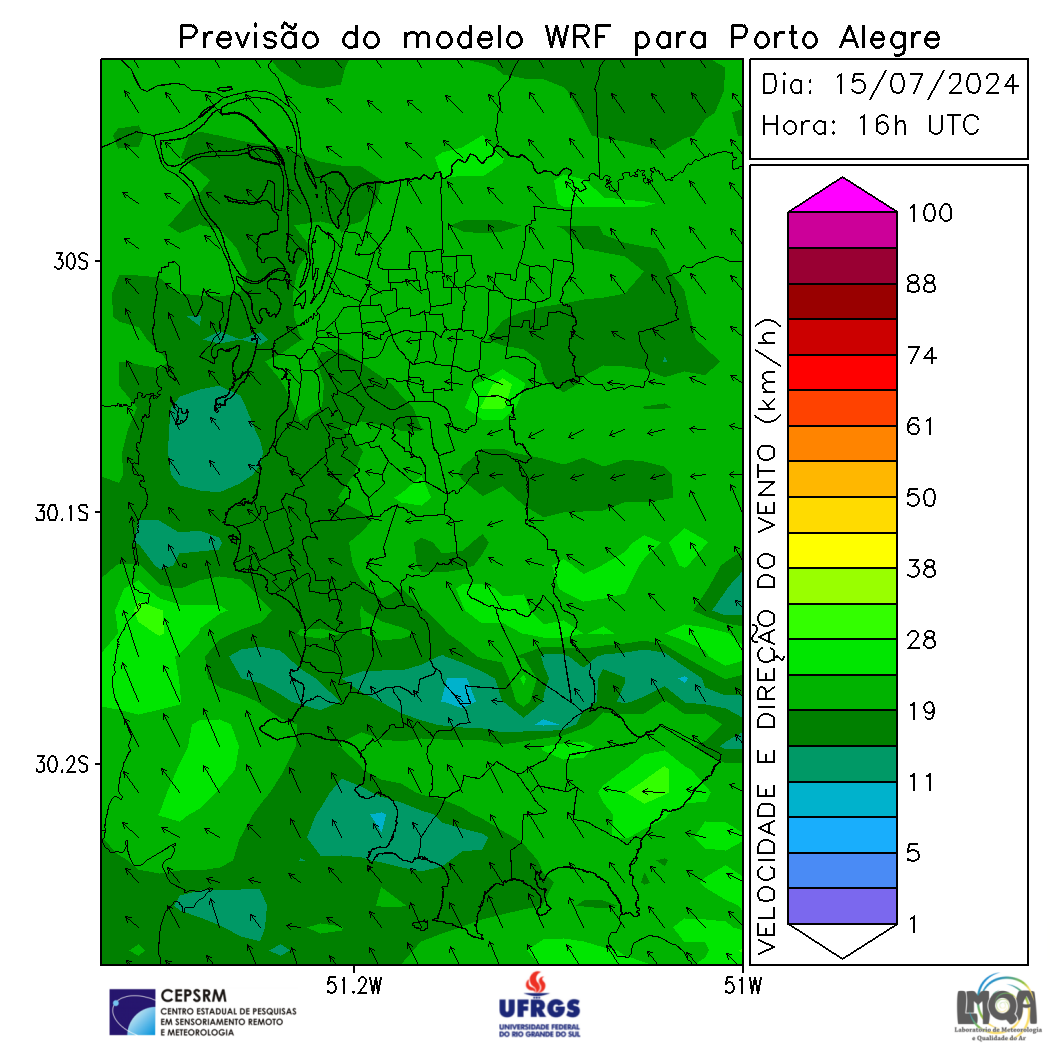 Previsão do modelo WRF para Porto Alegre
Dia: 15/07/2024
Hora: 16h UTC
30S
30.1S
30.2S
51.2W
51W
VELOCIDADE E DIREÇÃO DO VENTO (km/h)
100
88
74
61
50
38
28
19
11
5
1
CEPSRM
CENTRO ESTADUAL DE PESQUISAS
EM SENSORIAMENTO REMOTO
E METEOROLOGIA
UFRGS
UNIVERSIDADE FEDERAL
DO RIO GRANDE DO SUL
LMQA
Laboratório de Meteorologia
e Qualidade do Ar